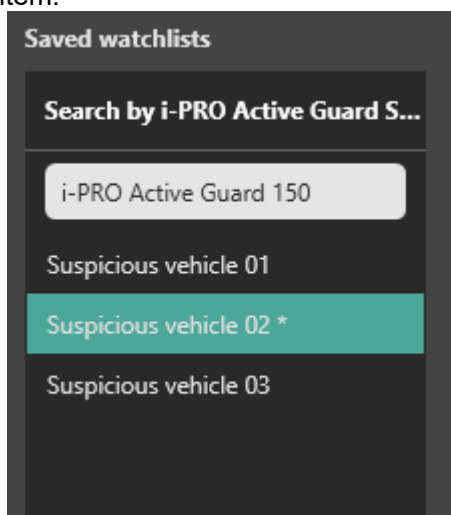 item.
Saved watchlists
Search by i-PRO Active Guard S...
i-PRO Active Guard 150
Suspicious vehicle 01
Suspicious vehicle 02 *
Suspicious vehicle 03